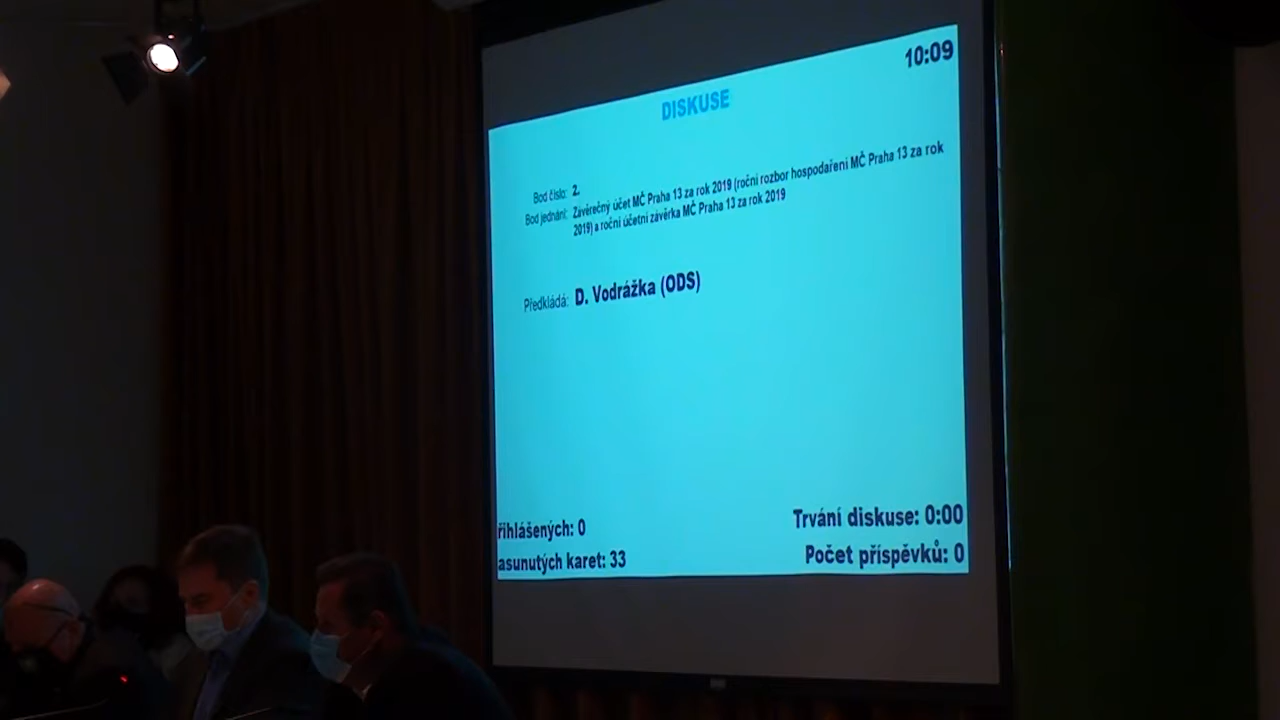 10:09
DISKUSE
Bod číslo: 2.
Bod jednání: Závěrečný účet MČ Praha 13 za rok 2019 (roční rozbor hospodaření MČ Praha 13 za rok
2019) a roční účetní závěrka MČ Praha 13 za rok 2019
Předkládá: D. Vodrážka (ODS)
řihlášených: 0
Trvání diskuse: 0:00
asunutých karet: 33
Počet příspěvků: 0